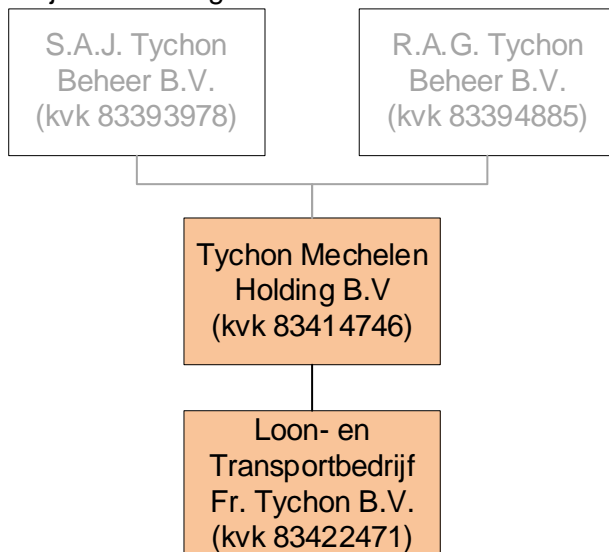 S.A.J. Tychon
Beheer B.V.
(kvk 83393978)
R.A.G. Tychon
Beheer B.V.
(kvk 83394885)
Tychon Mechelen
Holding B.V
(kvk 83414746)
Loon- en
Transportbedrijf
Fr. Tychon B.V.
(kvk 83422471)